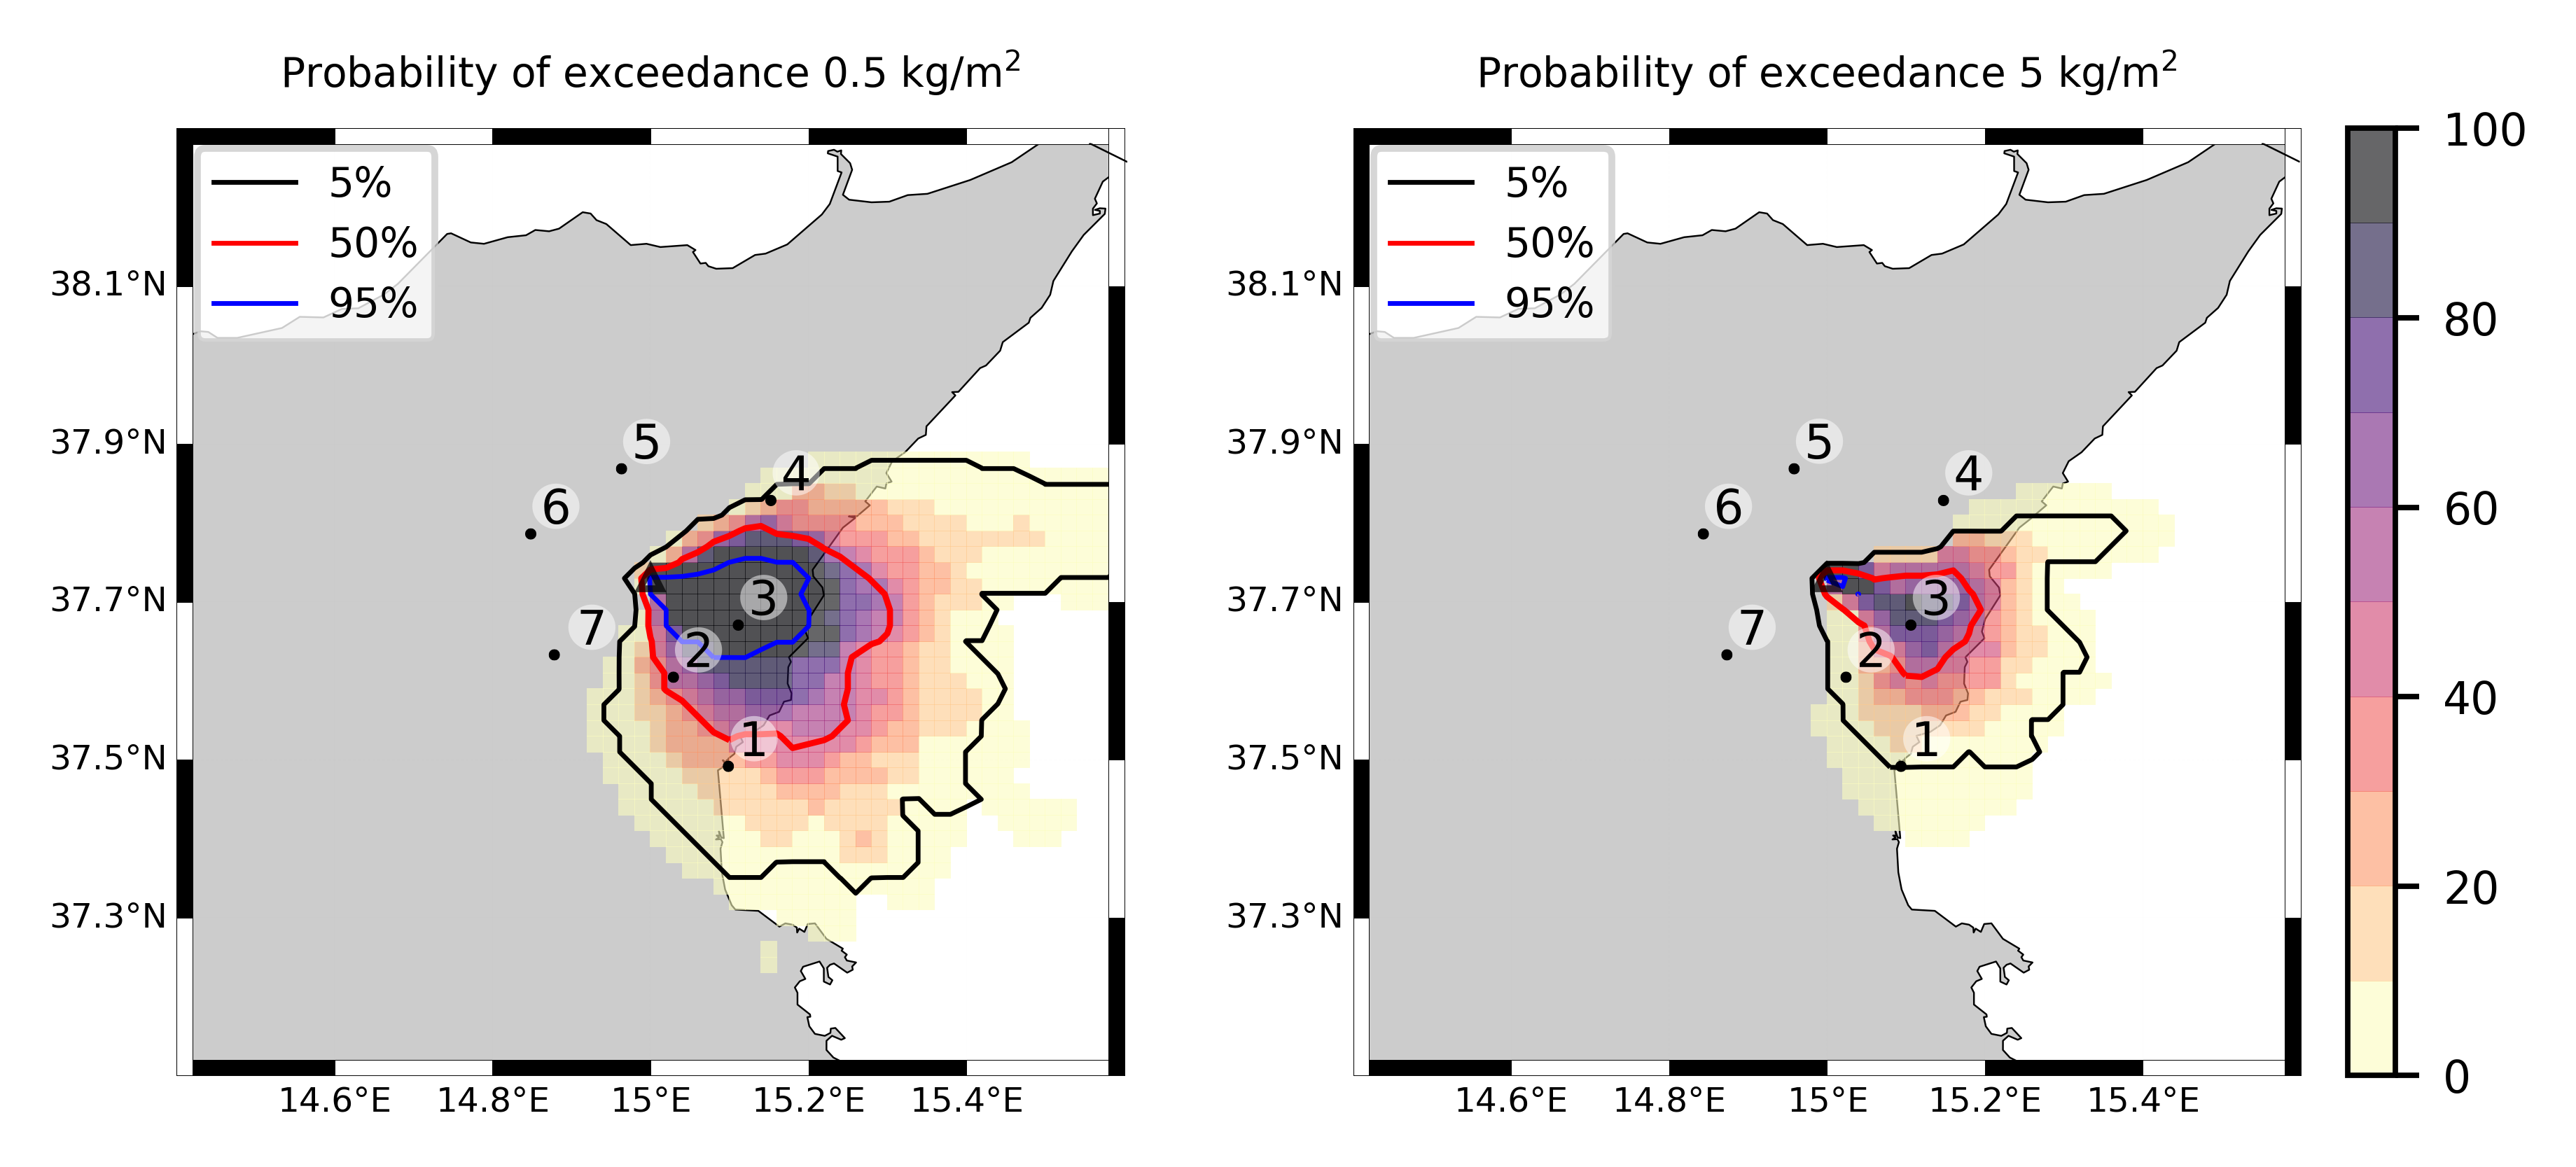 Probability of exceedance 0.5 kg/m²
5%
50%
95%
38.1°N
37.9°N
37.7°N
37.5°N
37.3°N
5
4
6
3
7
2
1
14.6°E
14.8°E
15°E
15.2°E
15.4°E
Probability of exceedance 5 kg/m²
5%
50%
95%
38.1°N
37.9°N
37.7°N
37.5°N
37.3°N
5
4
6
3
7
2
1
14.6°E
14.8°E
15°E
15.2°E
15.4°E
100
80
60
40
20
0